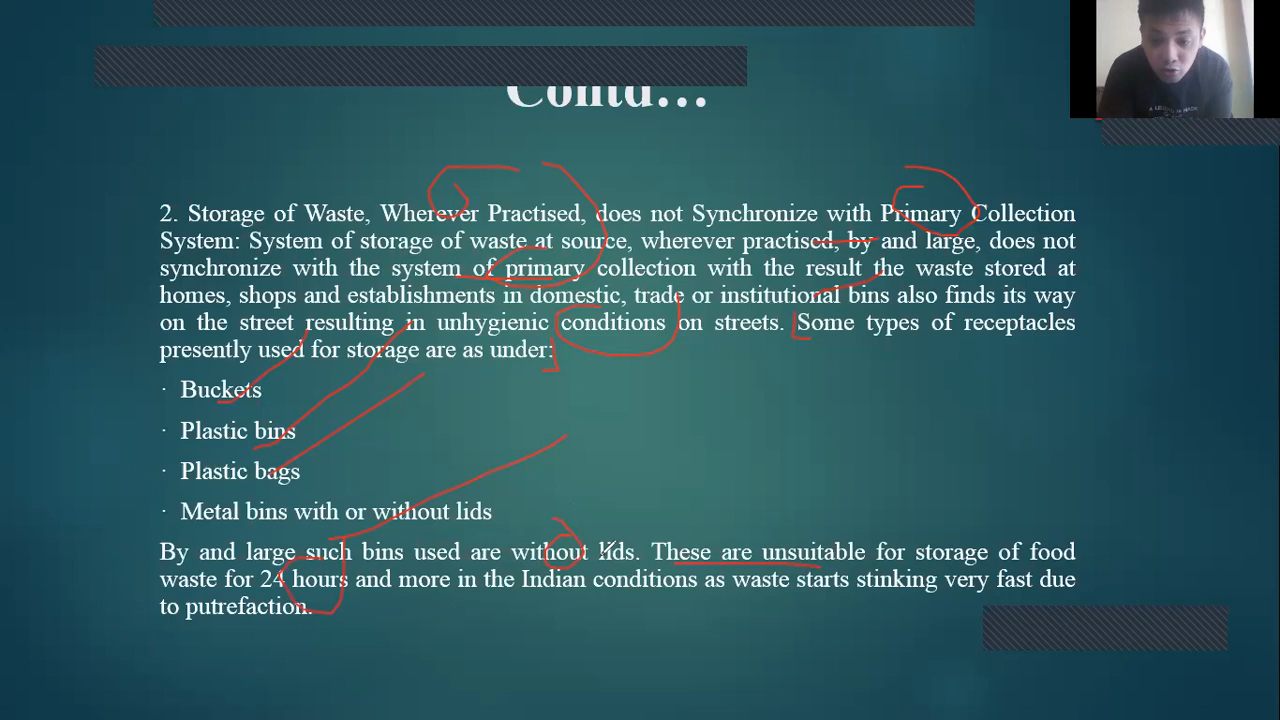 Contd…
2. Storage of Waste, Wherever Practised, does not Synchronize with Primary Collection
System: System of storage of waste at source, wherever practised, by and large, does not
synchronize with the system of primary collection with the result the waste stored at
homes, shops and establishments in domestic, trade or institutional bins also finds its way
on the street resulting in unhygienic conditions on streets. Some types of receptacles
presently used for storage are as under:
· Buckets
· Plastic bins
· Plastic bags
· Metal bins with or without lids
By and large such bins used are without lids. These are unsuitable for storage of food
waste for 24 hours and more in the Indian conditions as waste starts stinking very fast due
to putrefaction.